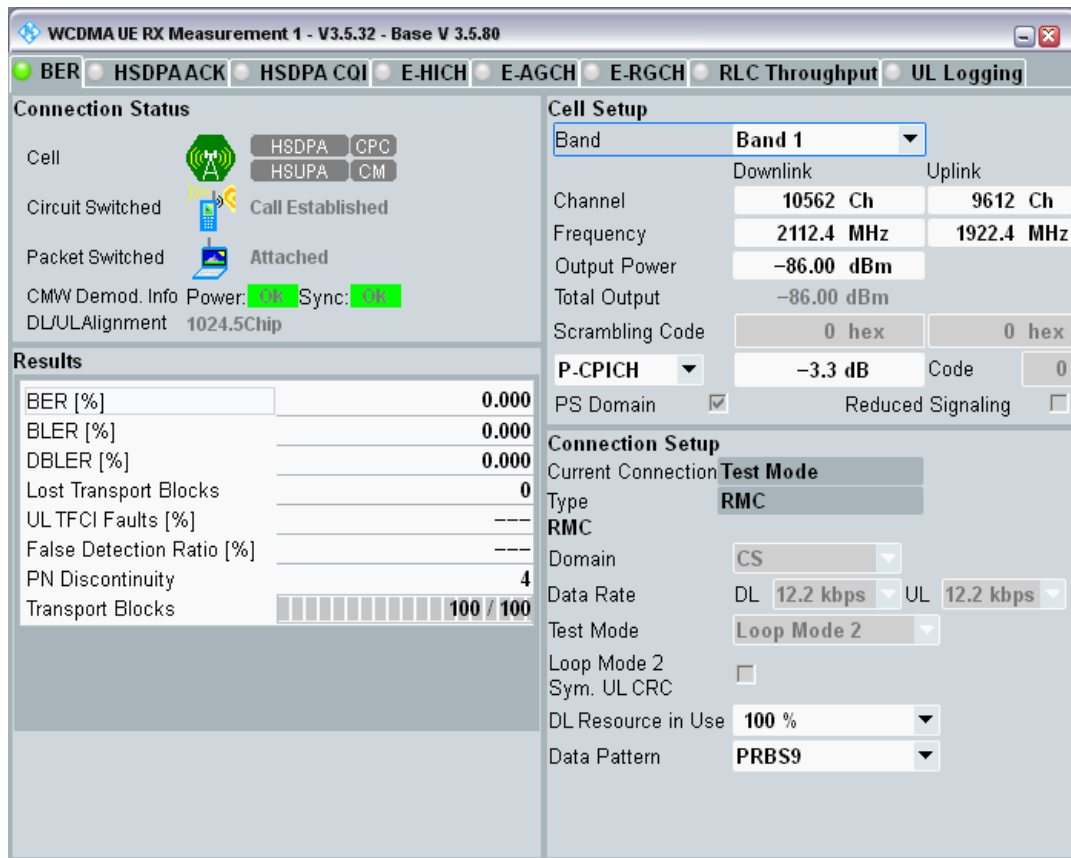 WCDMA UE RX Measurement 1 - V3.5.32 - Base V 3.5.80
BER HSDPA ACK HSDPA CQI E-HICH E-AGCH E-RGCH RLC Throughput UL Logging
Connection Status
Cell HSDPA CPC
HSUPA CM
Circuit Switched Call Established
Packet Switched Attached
CMW Demod. Info Power: Ok Sync: Ok
DL/UL Alignment 1024.5Chip
Results
BER [%] 0.000
BLER [%] 0.000
DBLER [%] 0.000
Lost Transport Blocks 0
UL TFCI Faults [%] ---
False Detection Ratio [%] ---
PN Discontinuity 4
Transport Blocks 100 / 100
Cell Setup
Band Band 1
Downlink Uplink
Channel 10562 Ch 9612 Ch
Frequency 2112.4 MHz 1922.4 MHz
Output Power −86.00 dBm
Total Output −86.00 dBm
Scrambling Code 0 hex 0 hex
P-CPICH −3.3 dB Code 0
PS Domain Reduced Signaling
Connection Setup
Current Connection Test Mode
Type RMC
RMC
Domain CS
Data Rate DL 12.2 kbps UL 12.2 kbps
Test Mode Loop Mode 2
Loop Mode 2
Sym. UL CRC
DL Resource in Use 100 %
Data Pattern PRBS9